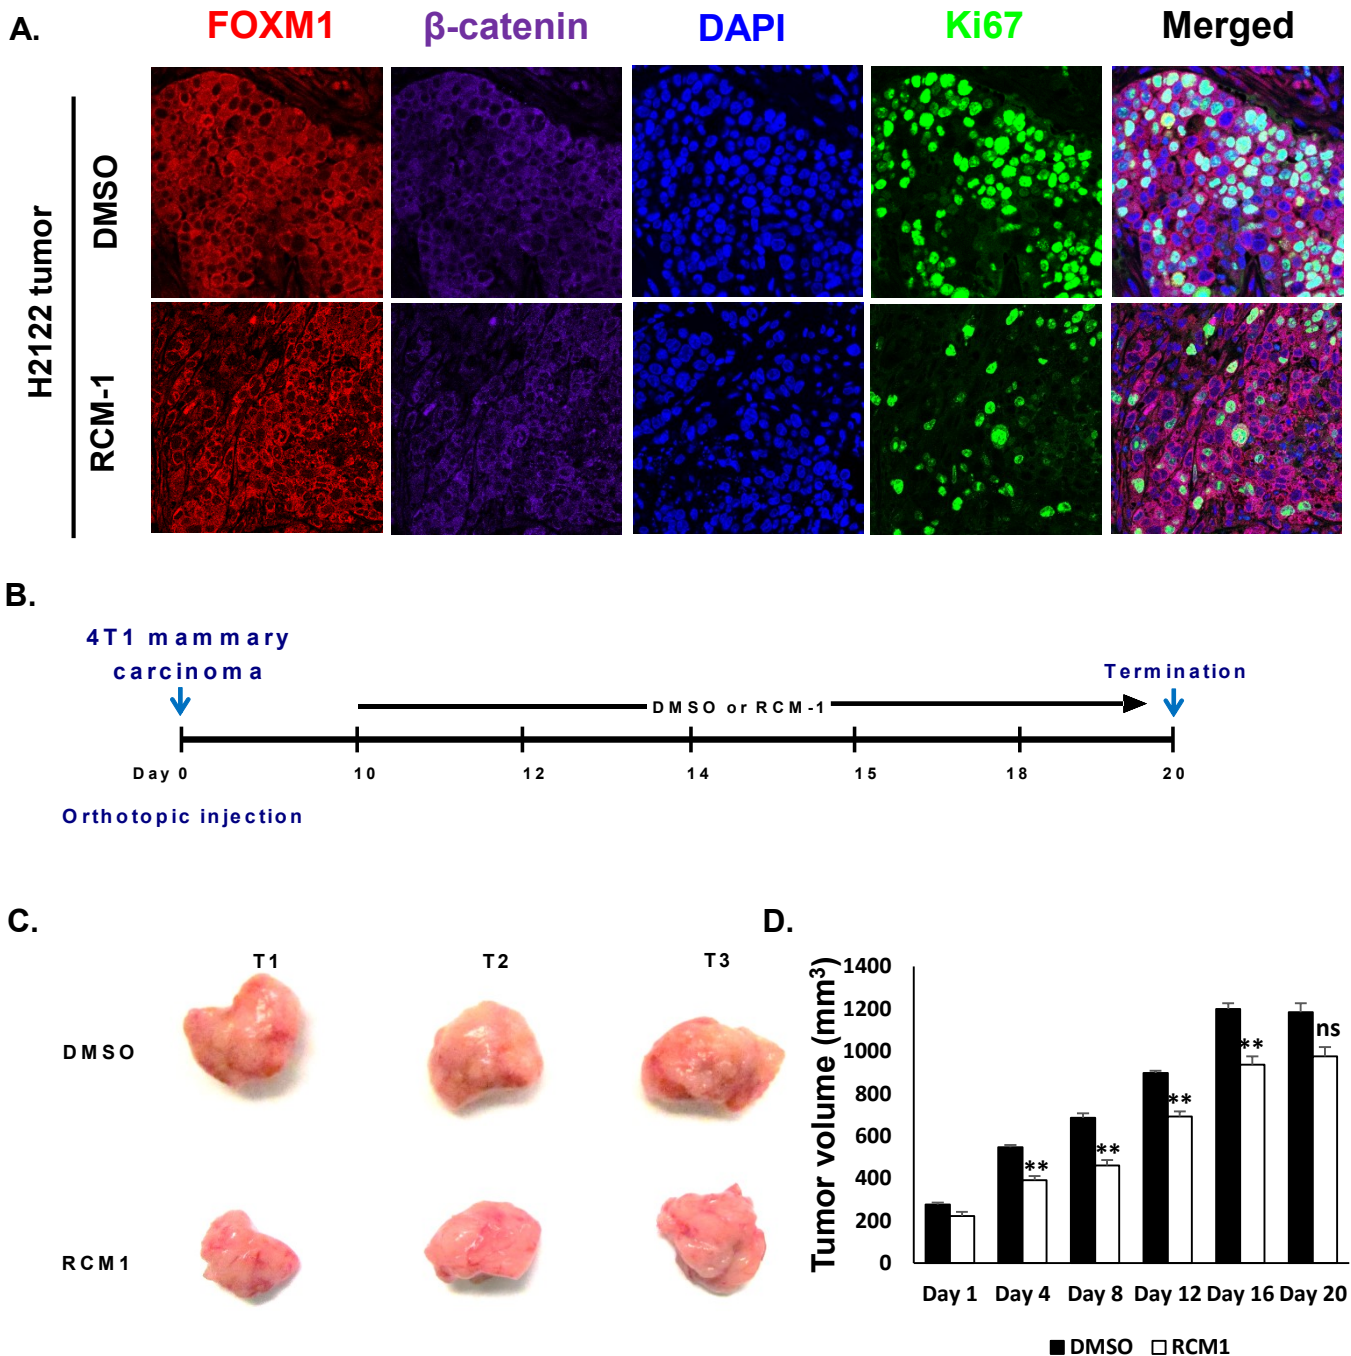 A.
FOXM1 β-catenin DAPI Ki67 Merged
H2122 tumor
DMSO
RCM-1
B.
4T1 mammary
carcinoma
Termination
DMSO or RCM-1
Day 0 10 12 14 15 18 20
Orthotopic injection
C.
T1 T2 T3
DMSO
RCM1
D.
Tumor volume (mm³)
1400
1200
1000
800
600
400
200
0
** ** ** ** ns
Day 1 Day 4 Day 8 Day 12 Day 16 Day 20
DMSO RCM1